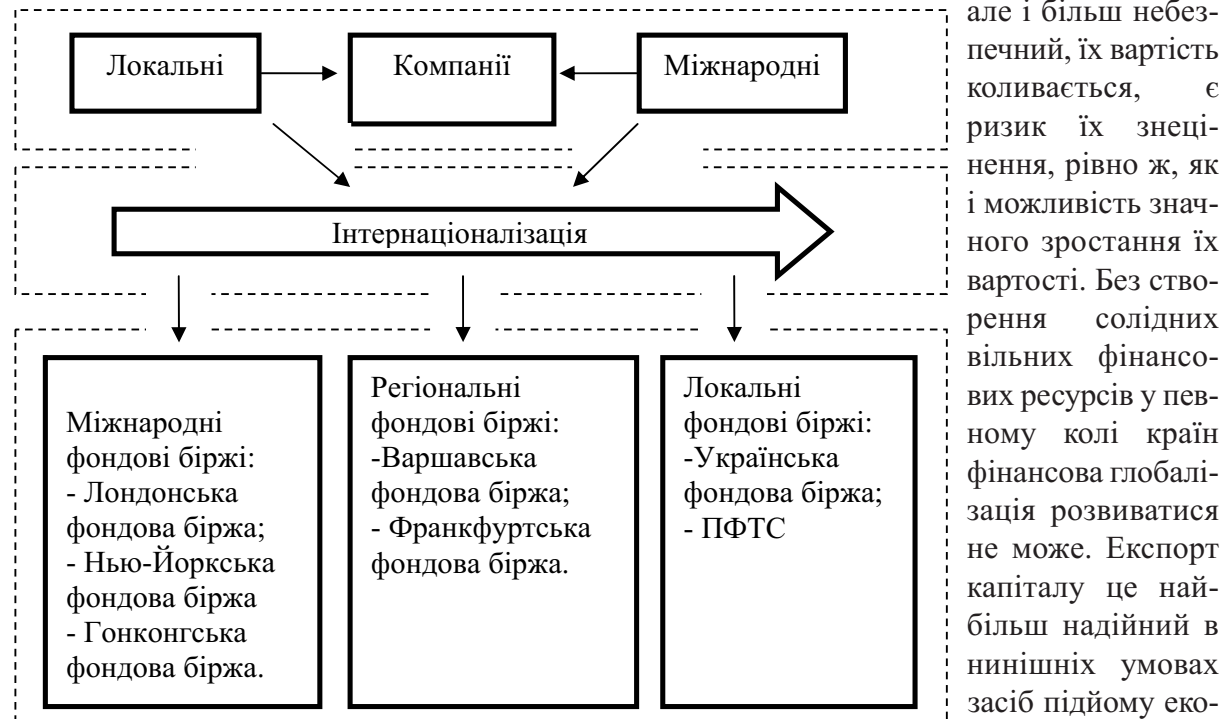 Локальні
Компанії
Міжнародні
Інтернаціоналізація
Міжнародні
фондові біржі:
- Лондонська
фондова біржа;
- Нью-Йоркська
фондова біржа
- Гонконгська
фондова біржа.
Регіональні
фондові біржі:
-Варшавська
фондова біржа;
- Франкфуртська
фондова біржа.
Локальні
фондові біржі:
-Українська
фондова біржа;
- ПФТС
але і більш небез-
печний, їх вартість
коливається, є
ризик їх знеці-
нення, рівно ж, як
і можливість знач-
ного зростання їх
вартості. Без ство-
рення солідних
вільних фінансо-
вих ресурсів у пев-
ному колі країн
фінансова глобалі-
зація розвиватися
не може. Експорт
капіталу це най-
більш надійний в
нинішніх умовах
засіб підйому еко-